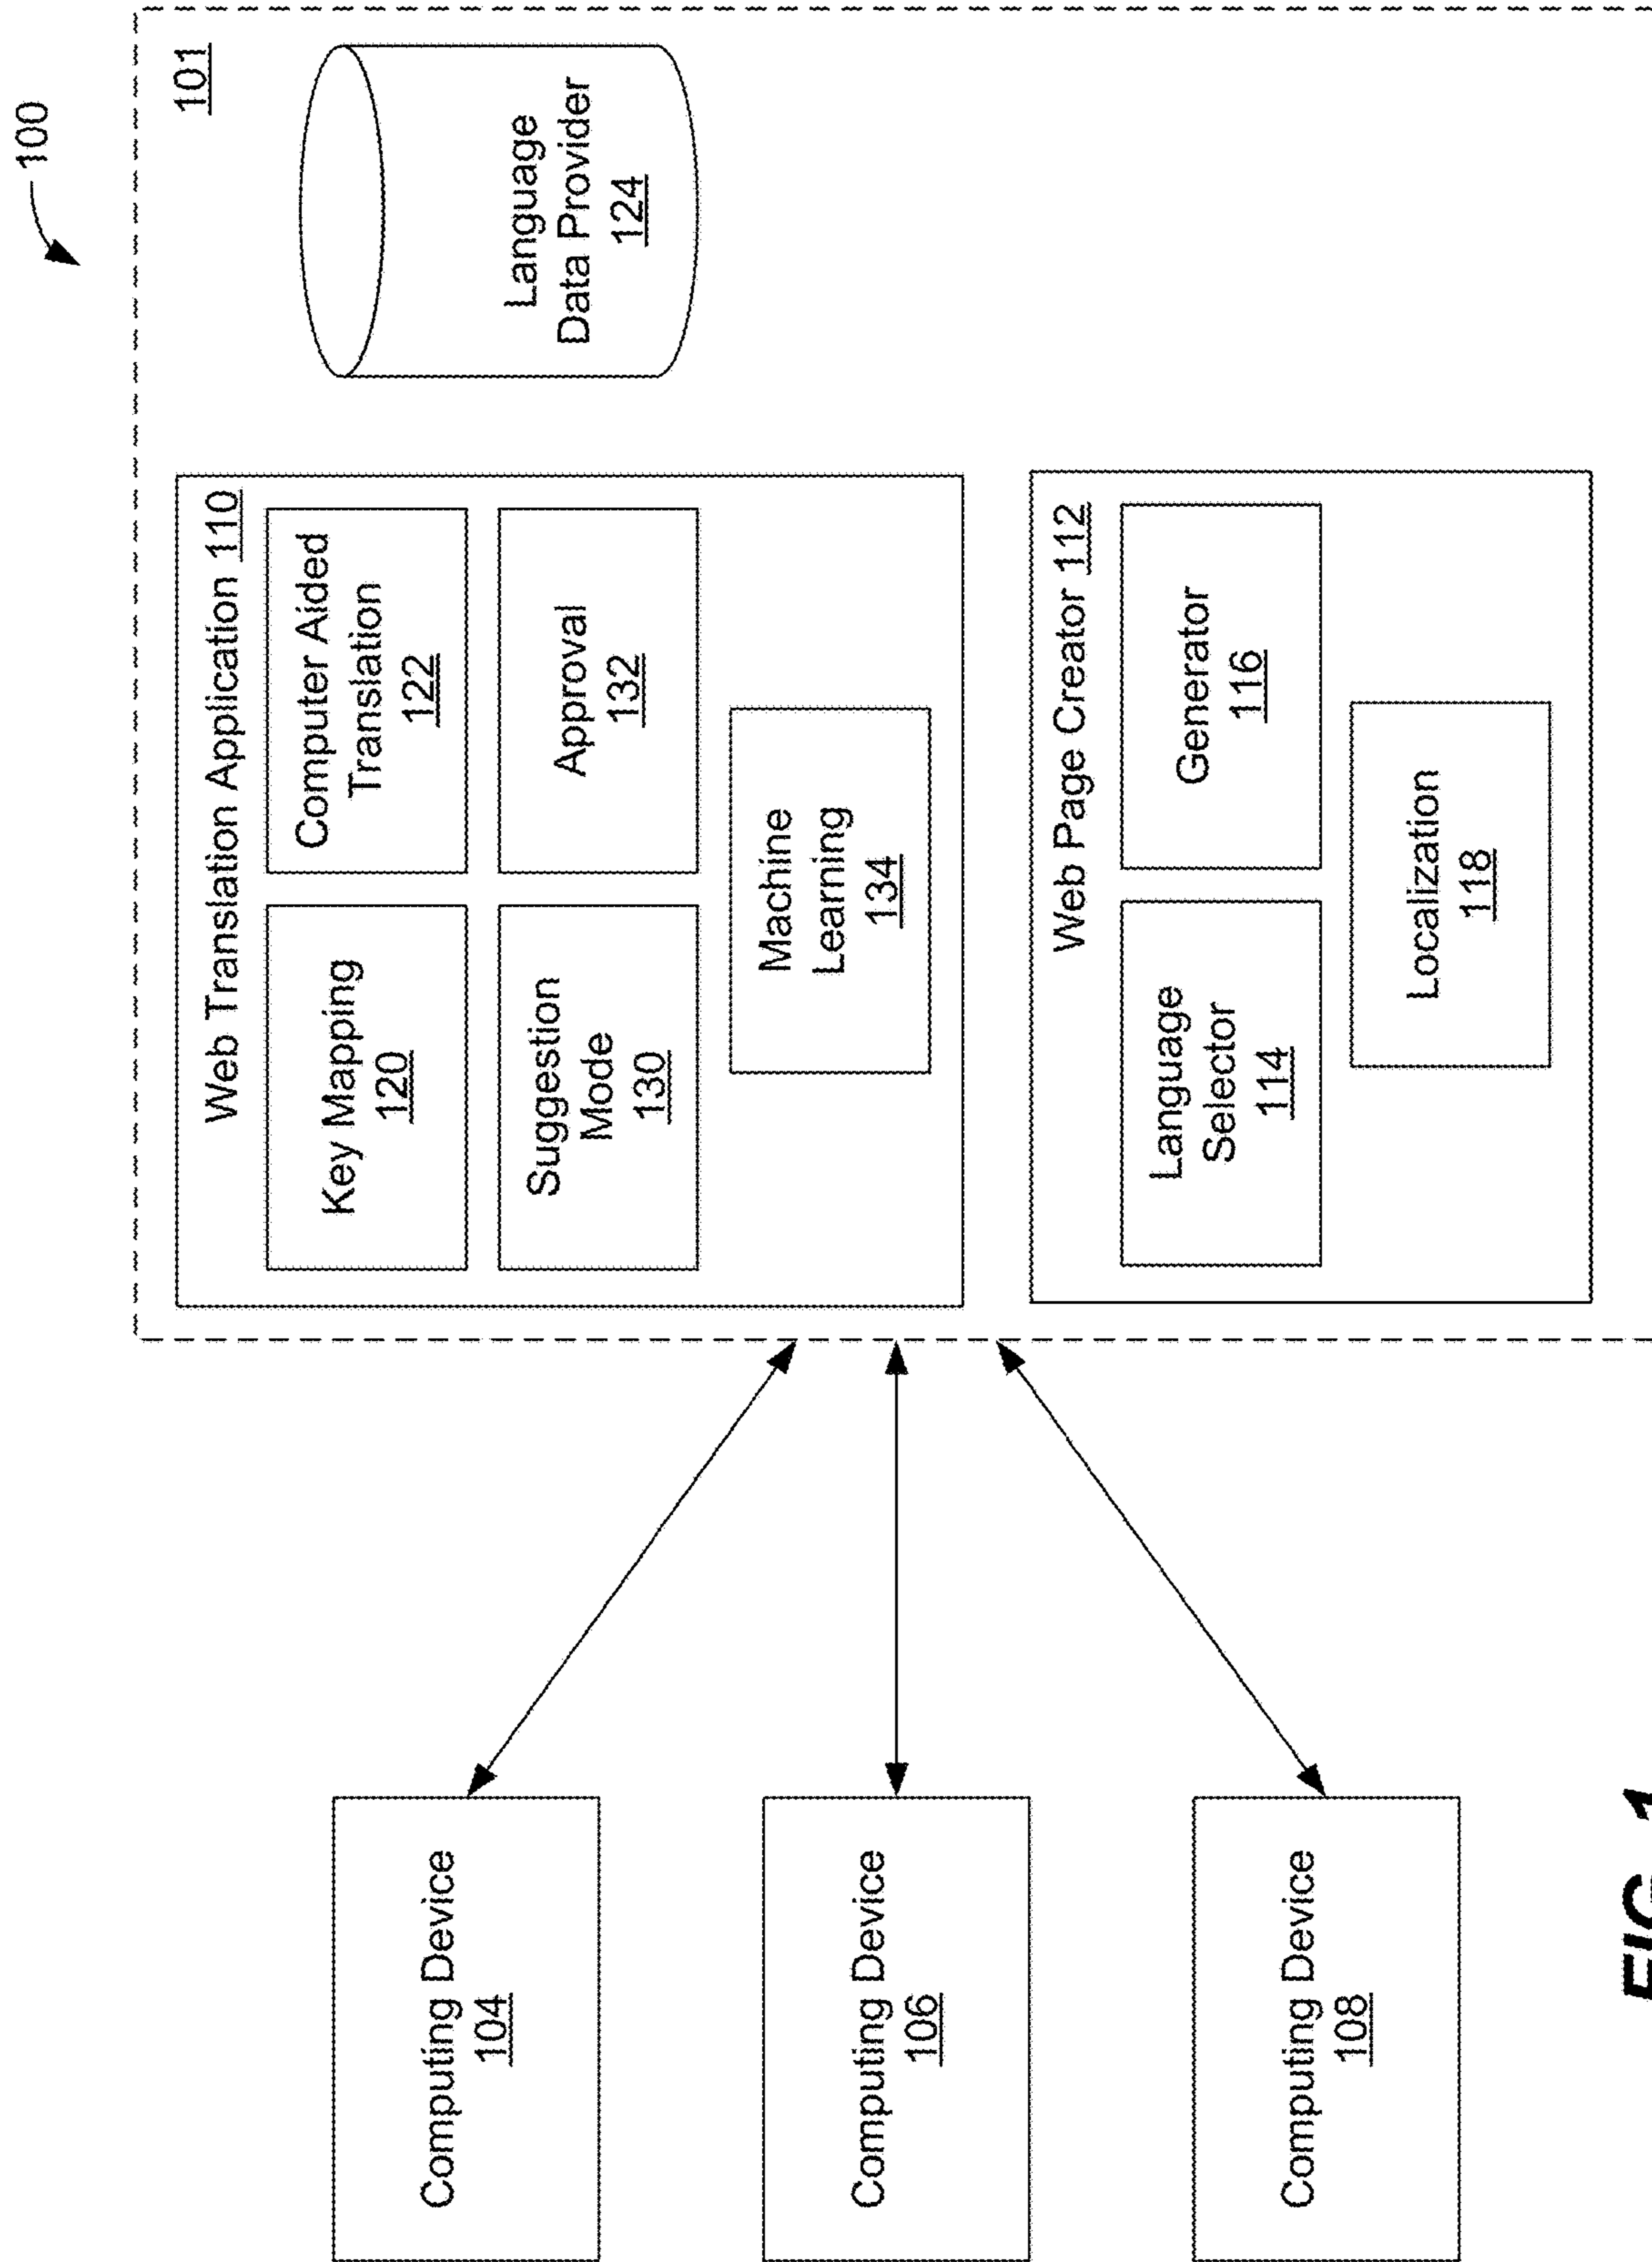 100
101
Web Translation Application 110
Key Mapping
120
Computer Aided
Translation
122
Suggestion
Mode
130
Approval
132
Machine
Learning
134
Language
Data Provider
124
Web Page Creator 112
Language
Selector
114
Generator
116
Localization
118
Computing Device
104
Computing Device
106
Computing Device
108
FIG. 1